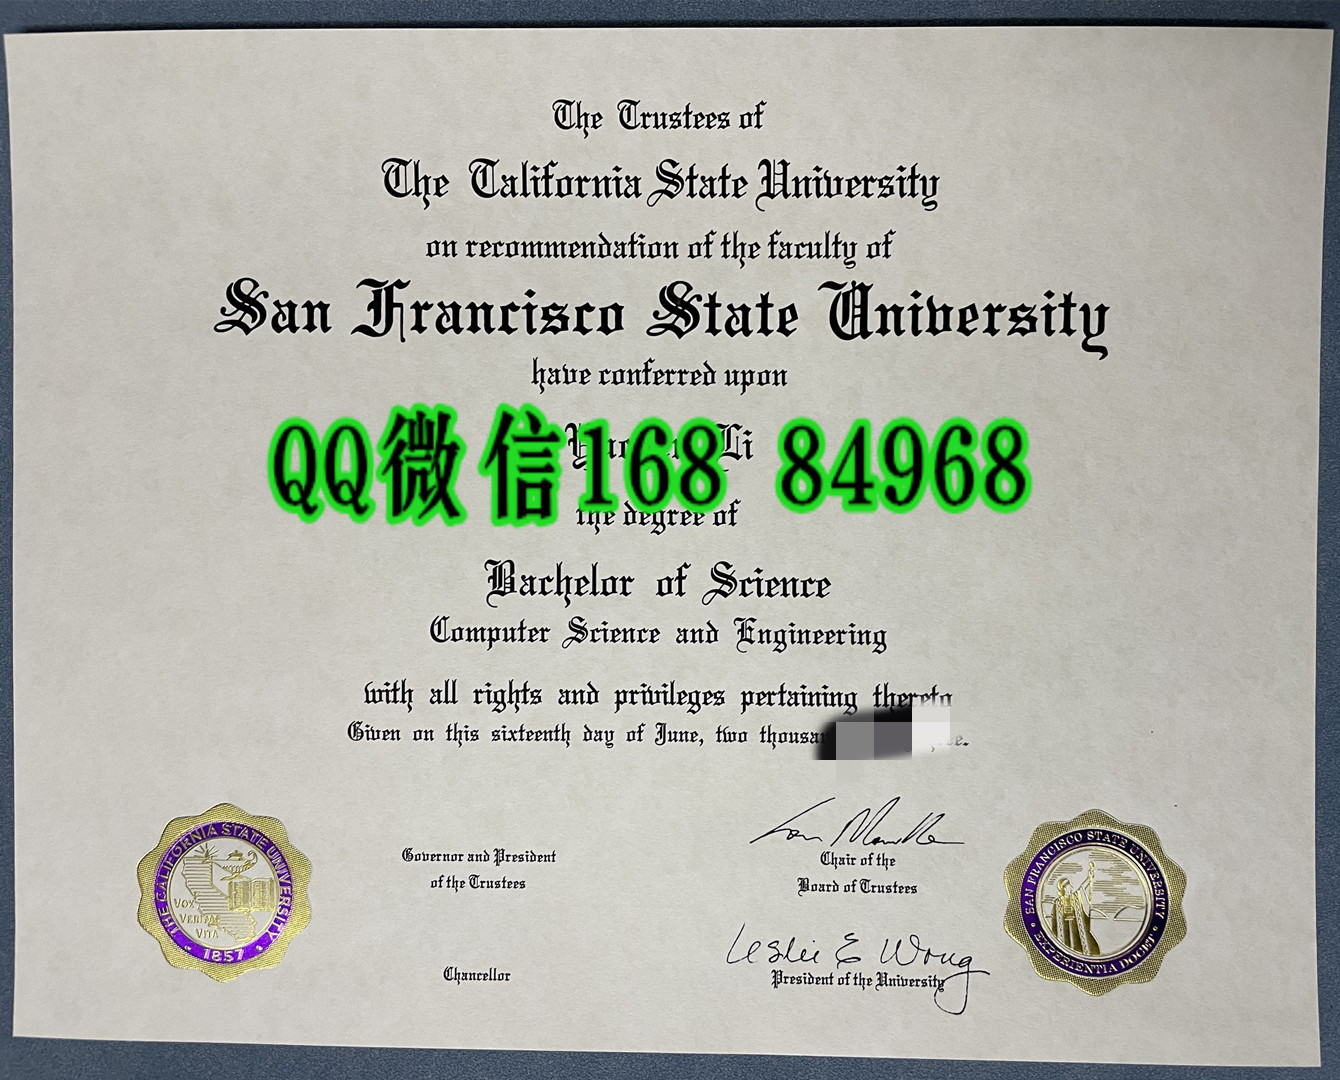 The Trustees of
The California State University
on recommendation of the faculty of
San Francisco State University
have conferred upon
Li
QQ微信168 84968
the degree of
Bachelor of Science
Computer Science and Engineering
with all rights and privileges pertaining thereto
Given on this sixteenth day of June, two
Governor and President
of the Trustees
Chair of the
Board of Trustees
Leslie E Wong
Chancellor
President of the University
THE CALIFORNIA STATE UNIVERSITY
VOX
VERITAS
VITA
1857
SAN FRANCISCO STATE UNIVERSITY
EXPERIENTIA DOCET